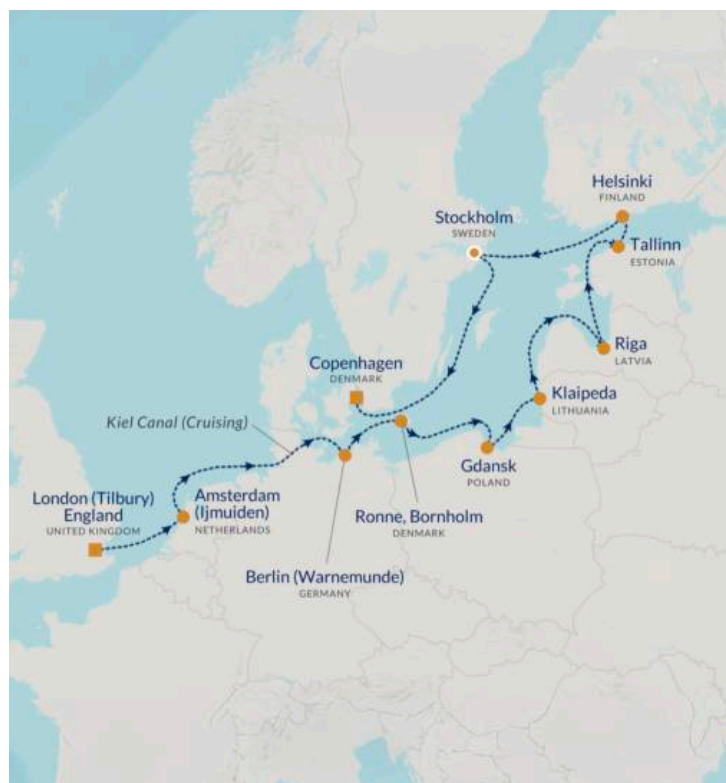 Helsinki
FINLAND
Stockholm
SWEDEN
Tallinn
ESTONIA
Riga
LATVIA
Copenhagen
DENMARK
Klaipeda
LITHUANIA
Kiel Canal (Cruising)
Gdansk
POLAND
London (Tilbury)
England
UNITED KINGDOM
Amsterdam
(Ijmuiden)
NETHERLANDS
Ronne, Bornholm
DENMARK
Berlin (Warnemunde)
GERMANY